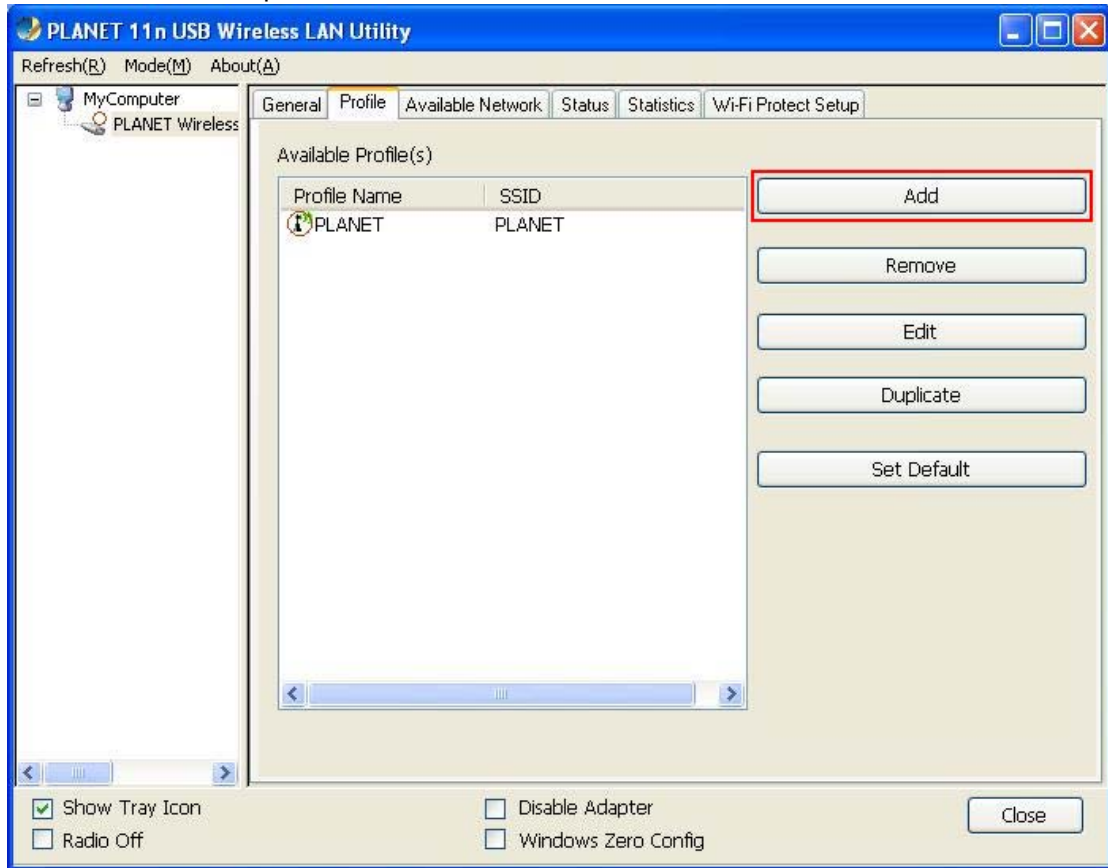 PLANET 11n USB Wireless LAN Utility
Refresh(R) Mode(M) About(A)
MyComputer
PLANET Wireless
General Profile Available Network Status Statistics Wi-Fi Protect Setup
Available Profile(s)
Profile Name SSID
PLANET PLANET
Add
Remove
Edit
Duplicate
Set Default
Show Tray Icon
Radio Off
Disable Adapter
Windows Zero Config
Close